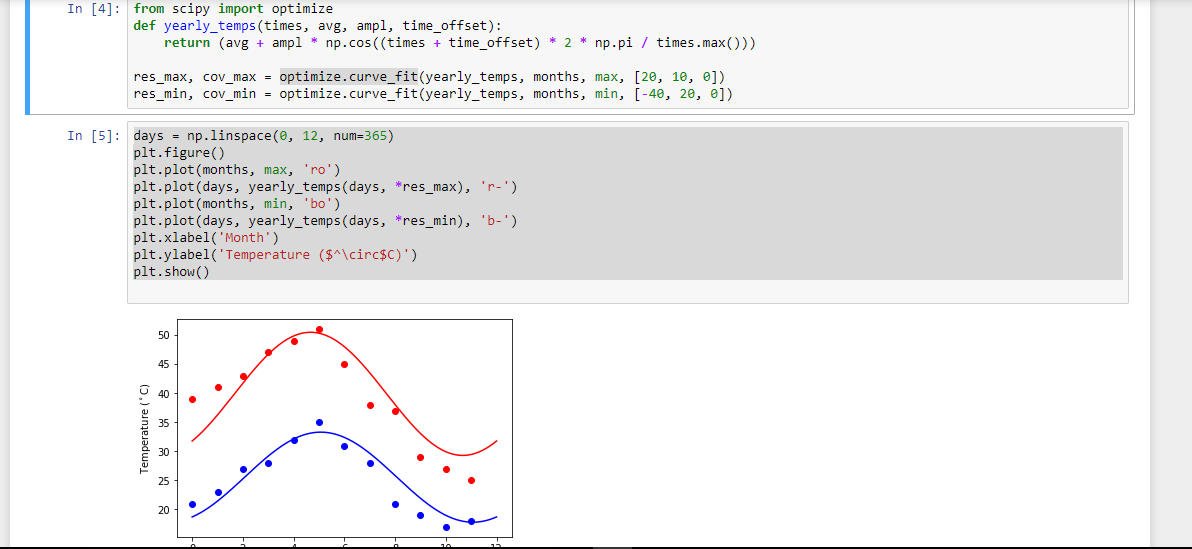 In [4]: from scipy import optimize
def yearly_temps(times, avg, ampl, time_offset):
    return (avg + ampl * np.cos((times + time_offset) * 2 * np.pi / times.max()))
res_max, cov_max = optimize.curve_fit(yearly_temps, months, max, [20, 10, 0])
res_min, cov_min = optimize.curve_fit(yearly_temps, months, min, [-40, 20, 0])
In [5]: days = np.linspace(0, 12, num=365)
plt.figure()
plt.plot(months, max, 'ro')
plt.plot(days, yearly_temps(days, *res_max), 'r-')
plt.plot(months, min, 'bo')
plt.plot(days, yearly_temps(days, *res_min), 'b-')
plt.xlabel('Month')
plt.ylabel('Temperature ($^\circ$C)')
plt.show()
50
45
40
35
30
25
20
Temperature (°C)